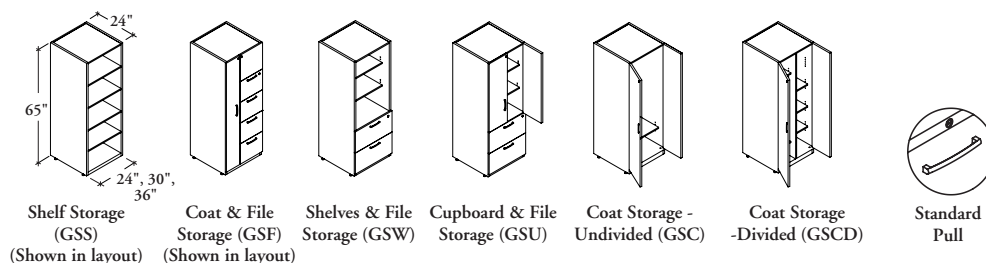 24"
65"
24", 30",
36"
Shelf Storage
(GSS)
(Shown in layout)
Coat & File
Storage (GSF)
(Shown in layout)
Shelves & File
Storage (GSW)
Cupboard & File
Storage (GSU)
Coat Storage -
Undivided (GSC)
Coat Storage
-Divided (GSCD)
Standard
Pull